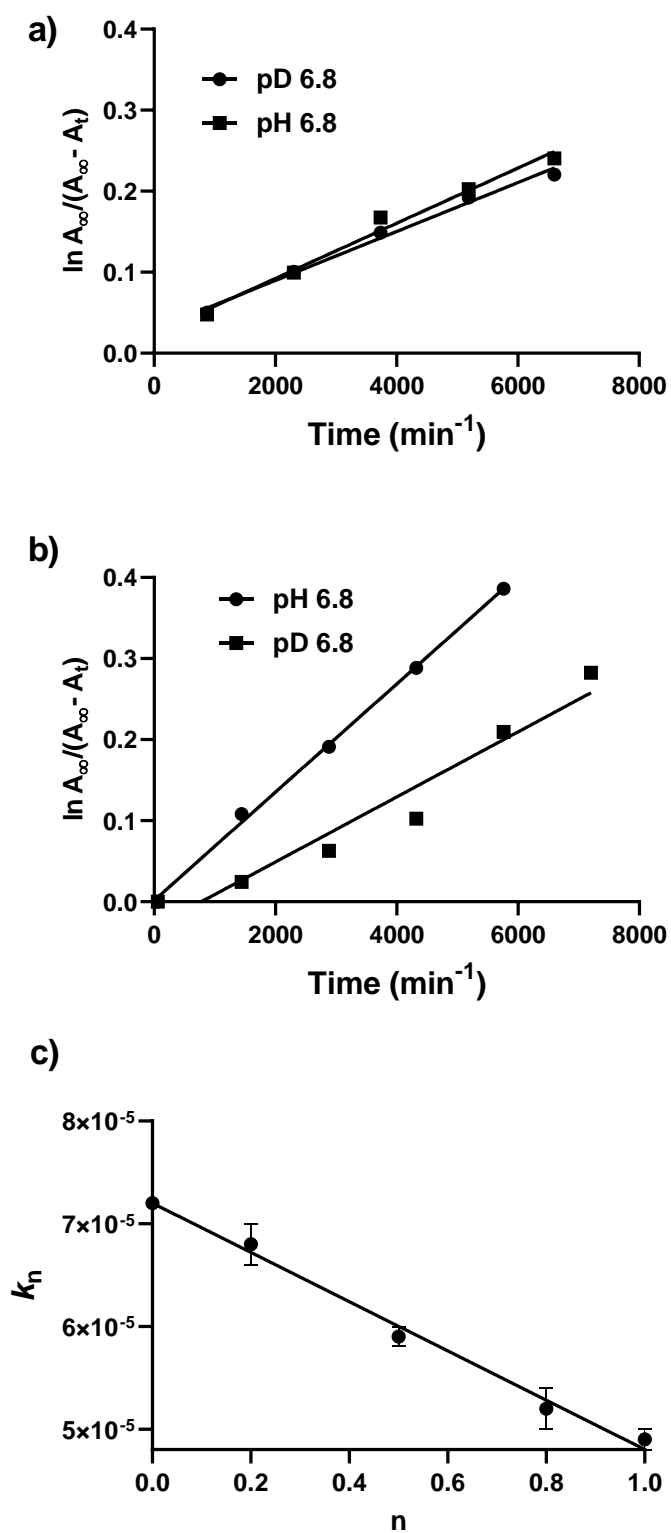 a)
0.4
0.3
0.2
0.1
0.0
ln A∞/(A∞- At)
pD 6.8
pH 6.8
0 2000 4000 6000 8000
Time (min⁻¹)
b)
0.4
0.3
0.2
0.1
0.0
ln A∞/(A∞- At)
pH 6.8
pD 6.8
0 2000 4000 6000 8000
Time (min⁻¹)
c)
8×10⁻⁵
7×10⁻⁵
6×10⁻⁵
5×10⁻⁵
kn
0.0 0.2 0.4 0.6 0.8 1.0
n